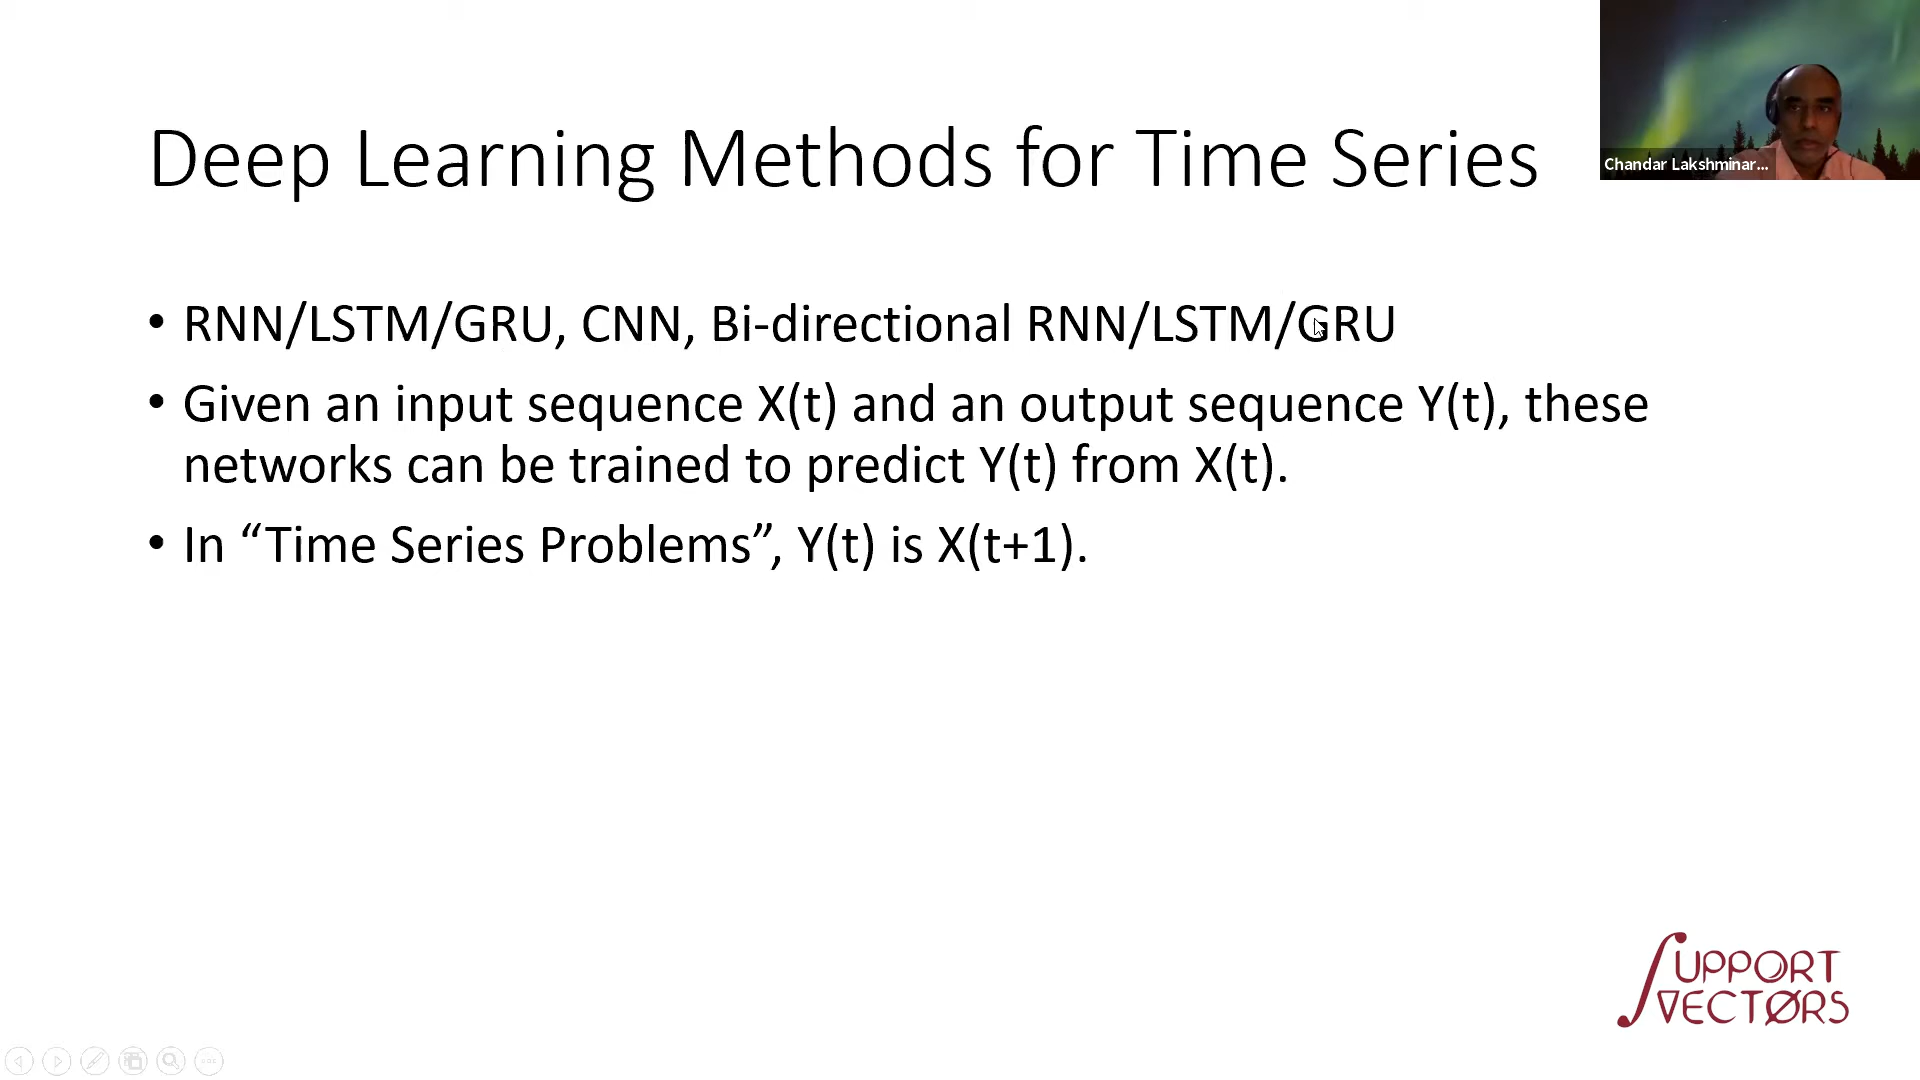 Deep Learning Methods for Time Series
Chandar Lakshminar...
• RNN/LSTM/GRU, CNN, Bi-directional RNN/LSTM/GRU
• Given an input sequence X(t) and an output sequence Y(t), these
networks can be trained to predict Y(t) from X(t).
• In “Time Series Problems”, Y(t) is X(t+1).
SUPPORT
VECTORS